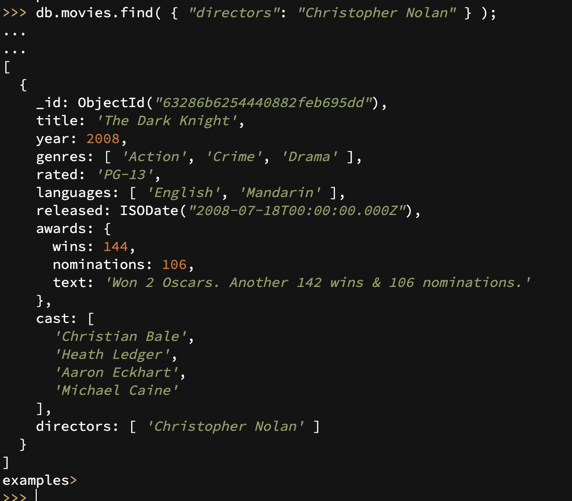 >>> db.movies.find( { "directors": "Christopher Nolan" } );
...
...
[
  {
    _id: ObjectId("63286b6254440882feb695dd"),
    title: 'The Dark Knight',
    year: 2008,
    genres: [ 'Action', 'Crime', 'Drama' ],
    rated: 'PG-13',
    languages: [ 'English', 'Mandarin' ],
    released: ISODate("2008-07-18T00:00:00.000Z"),
    awards: {
      wins: 144,
      nominations: 106,
      text: 'Won 2 Oscars. Another 142 wins & 106 nominations.'
    },
    cast: [
      'Christian Bale',
      'Heath Ledger',
      'Aaron Eckhart',
      'Michael Caine'
    ],
    directors: [ 'Christopher Nolan' ]
  }
]
examples>
>>>